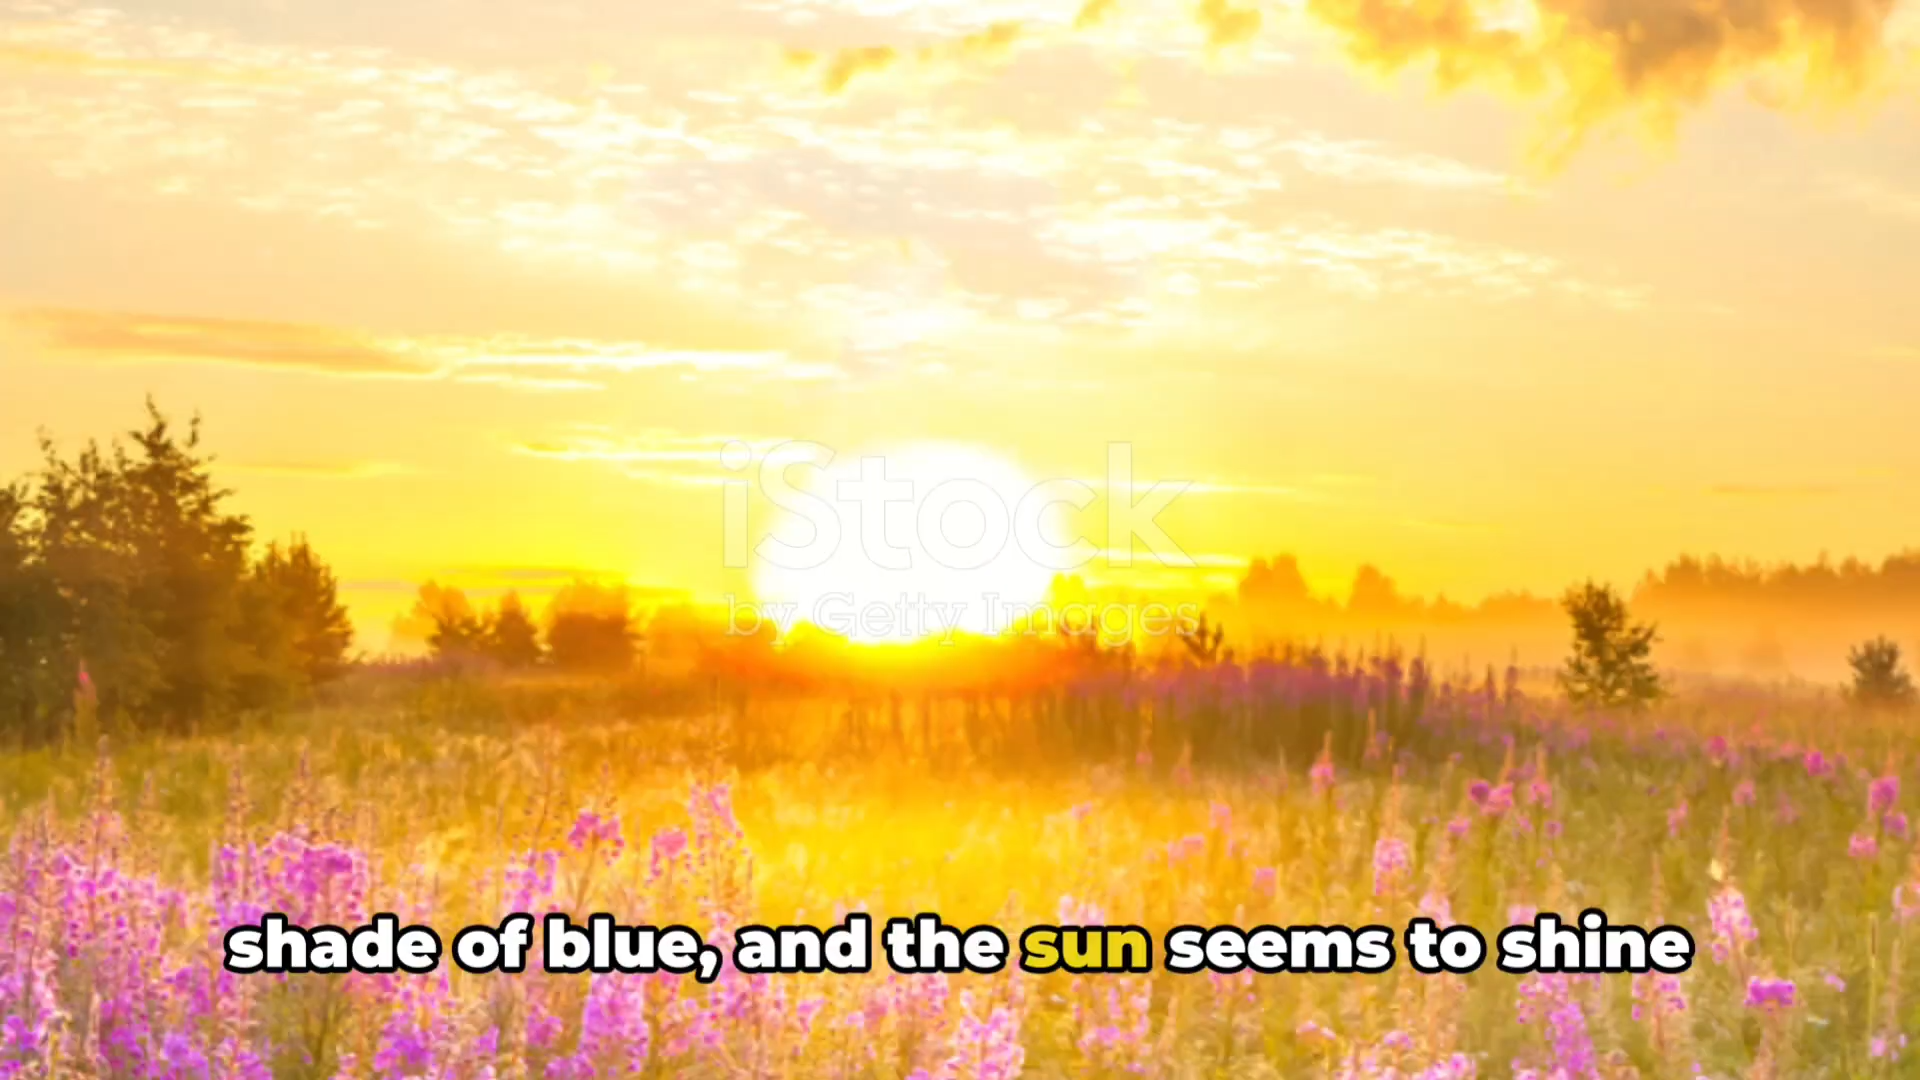 iStock
by Getty Images
shade of blue, and the sun seems to shine